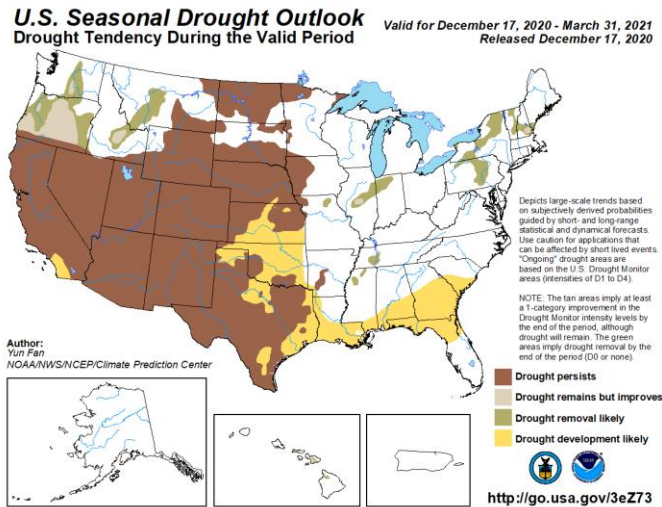 U.S. Seasonal Drought Outlook
Drought Tendency During the Valid Period
Valid for December 17, 2020 - March 31, 2021
Released December 17, 2020
Depicts large-scale trends based
on subjectively derived probabilities
guided by short- and long-range
statistical and dynamical forecasts.
Use caution for applications that
can be affected by short lived events.
"Ongoing" drought areas are
based on the U.S. Drought Monitor
areas (intensities of D1 to D4).
NOTE: The tan areas imply at least
a 1-category improvement in the
Drought Monitor intensity levels by
the end of the period, although
drought will remain. The green
areas imply drought removal by the
end of the period (D0 or none).
Author:
Yun Fan
NOAA/NWS/NCEP/Climate Prediction Center
Drought persists
Drought remains but improves
Drought removal likely
Drought development likely
http://go.usa.gov/3eZ73